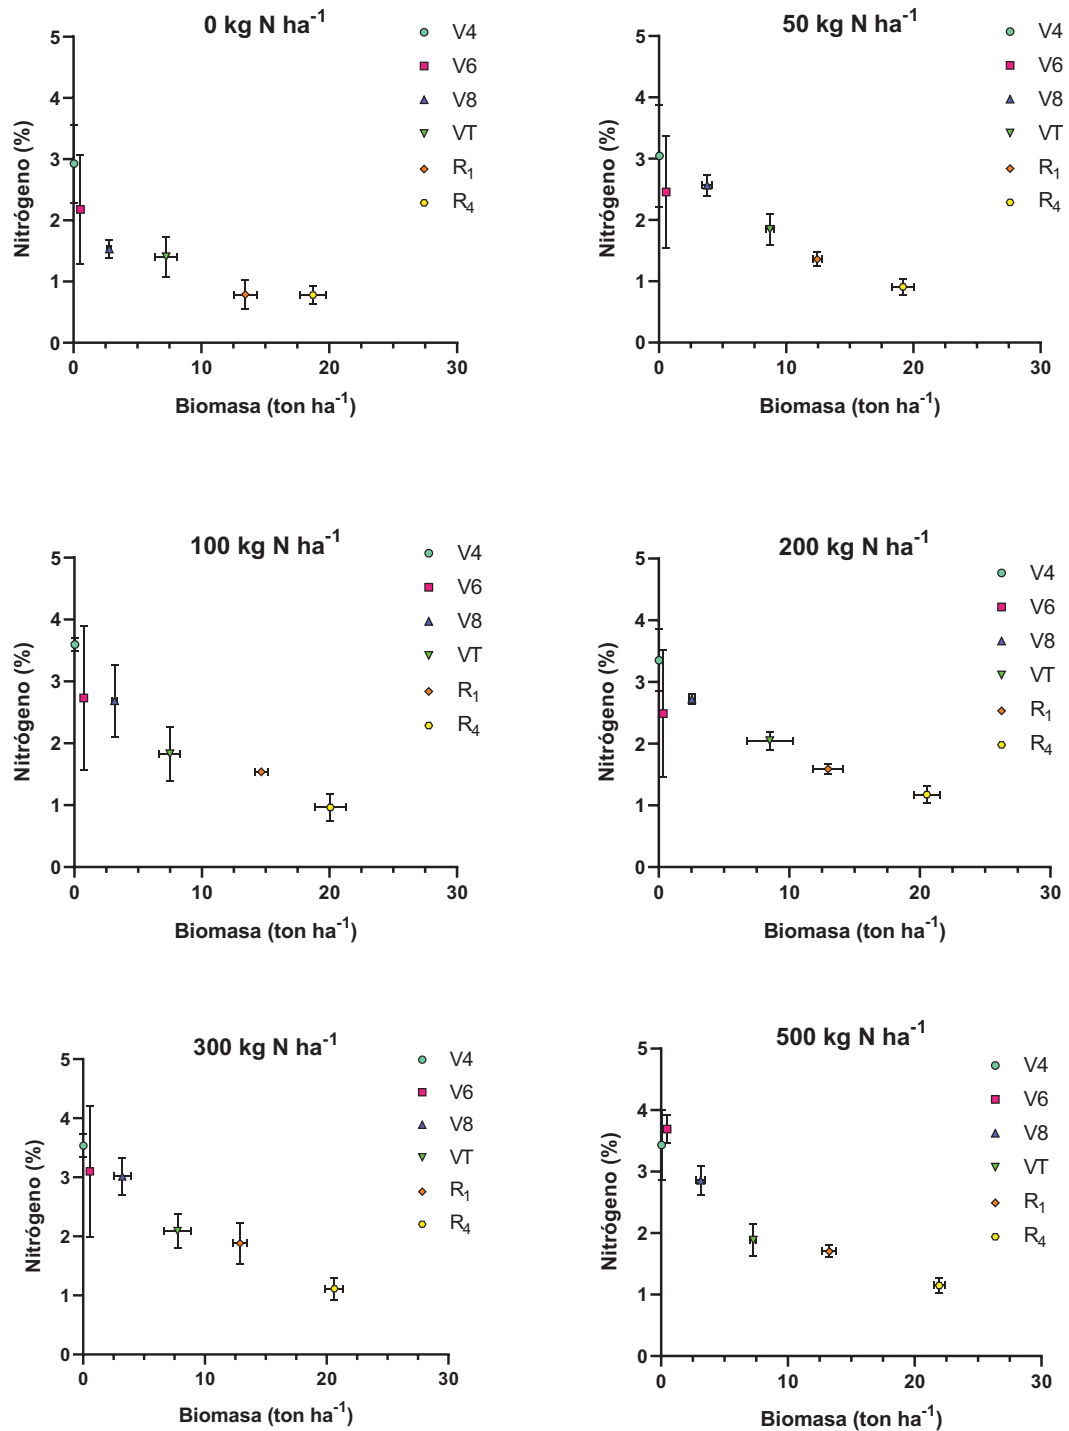 0 kg N ha-1
V4
V6
V8
VT
R1
R4
5
4
3
2
1
0
Nitrógeno (%)
0 10 20 30
Biomasa (ton ha-1)
50 kg N ha-1
V4
V6
V8
VT
R1
R4
5
4
3
2
1
0
Nitrógeno (%)
0 10 20 30
Biomasa (ton ha-1)
100 kg N ha-1
V4
V6
V8
VT
R1
R4
5
4
3
2
1
0
Nitrógeno (%)
0 10 20 30
Biomasa (ton ha-1)
200 kg N ha-1
V4
V6
V8
VT
R1
R4
5
4
3
2
1
0
Nitrógeno (%)
0 10 20 30
Biomasa (ton ha-1)
300 kg N ha-1
V4
V6
V8
VT
R1
R4
5
4
3
2
1
0
Nitrógeno (%)
0 10 20 30
Biomasa (ton ha-1)
500 kg N ha-1
V4
V6
V8
VT
R1
R4
5
4
3
2
1
0
Nitrógeno (%)
0 10 20 30
Biomasa (ton ha-1)